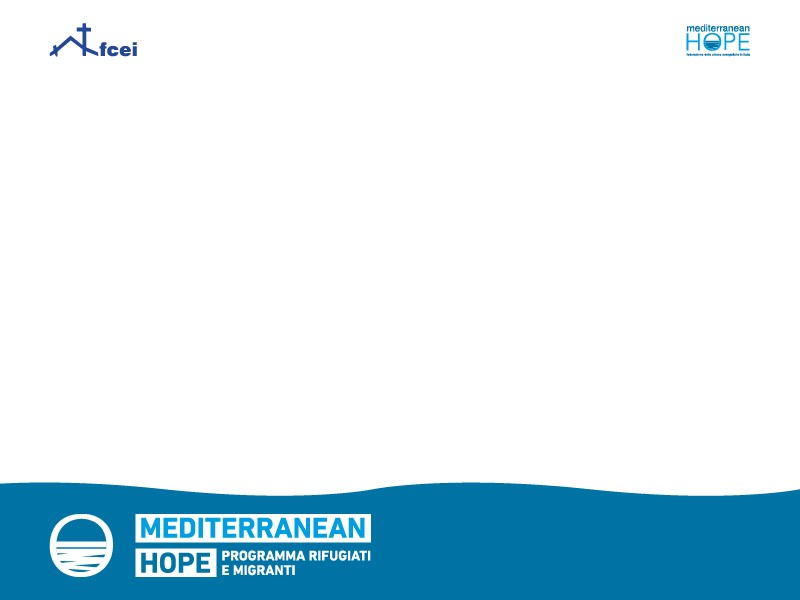 fcei
mediterranean
HOPE
MEDITERRANEAN
HOPE PROGRAMMA RIFUGIATI
E MIGRANTI